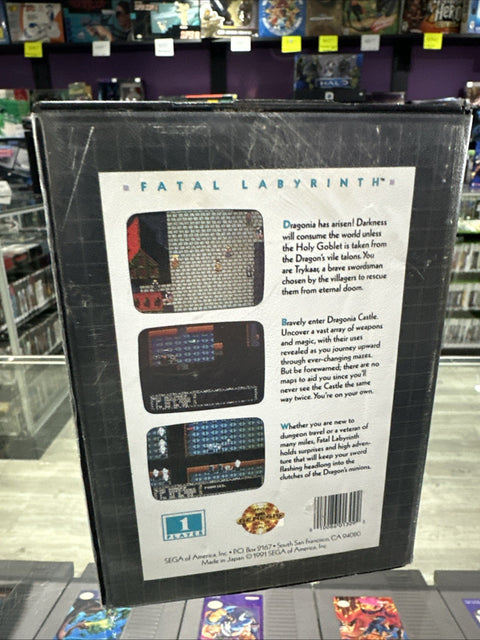 HALO
HERO
FATAL LABYRINTH™
Dragonia has arisen! Darkness
will consume the world unless
the Holy Goblet is taken from
the Dragon's vile talons. You
are Trykaar, a brave swordsman
chosen by the villagers to rescue
them from eternal doom.
Bravely enter Dragonia Castle.
Uncover a vast array of weapons
and magic, with their uses
revealed as you journey upward
through ever-changing mazes.
But be forewarned; there are no
maps to aid you since you'll
never see the Castle the same
way twice. You're on your own.
Whether you are new to
dungeon travel or a veteran of
many miles, Fatal Labyrinth
holds surprises and high adven-
ture that will keep your sword
flashing headlong into the
clutches of the Dragon's minions.
1
PLAYER
GENESIS
SEGA of America, Inc. • P.O. Box 2167 • South San Francisco, CA 94080
Made in Japan © 1991 SEGA of America, Inc.